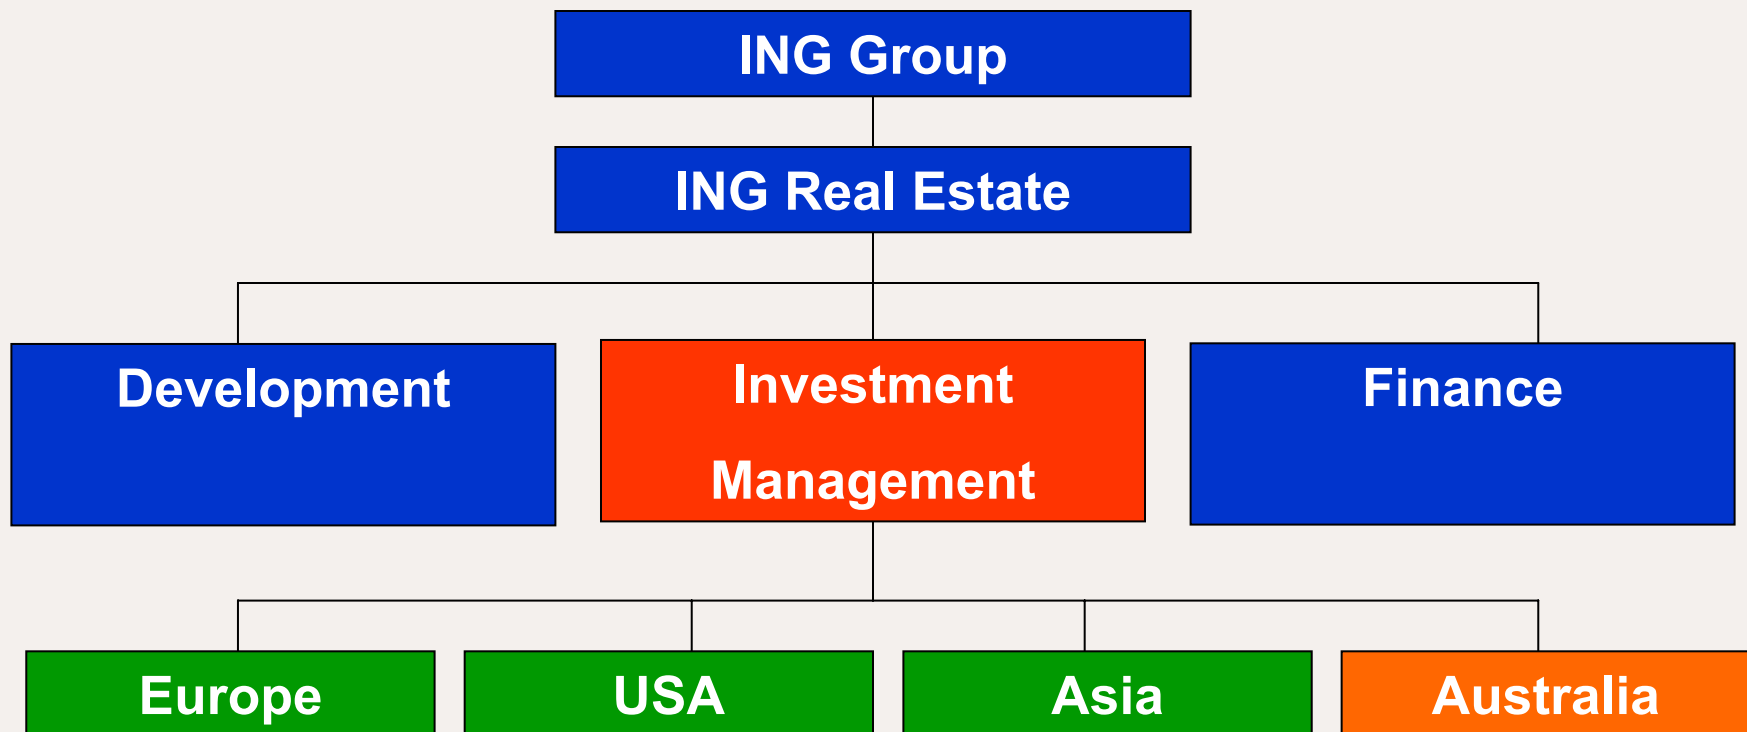 ING Group
ING Real Estate
Development
Investment
Management
Finance
Europe
USA
Asia
Australia